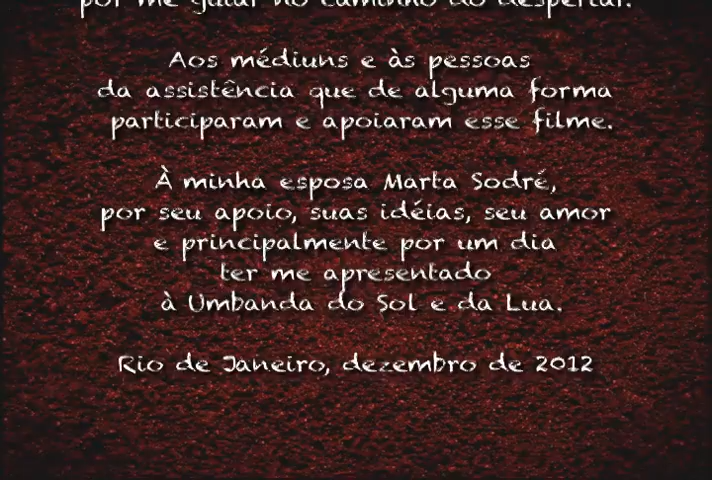 por me guiar no caminho do despertar.
Aos médiuns e às pessoas
da assistência que de alguma forma
participaram e apoiaram esse filme.
À minha esposa Marta Sodré,
por seu apoio, suas idéias, seu amor
e principalmente por um dia
ter me apresentado
à Umbanda do Sol e da Lua.
Rio de Janeiro, dezembro de 2012